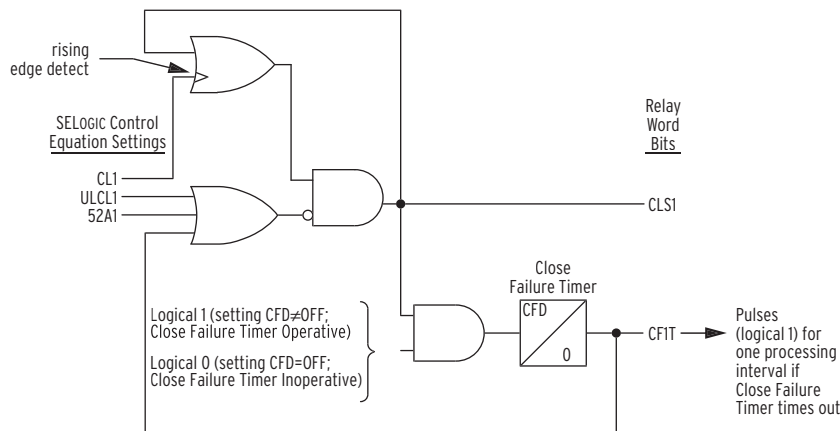 rising
edge detect
SELOGIC Control
Equation Settings
CL1
ULCL1
52A1
Relay
Word
Bits
CLS1
Close
Failure Timer
CFD
0
Logical 1 (setting CFD≠OFF;
Close Failure Timer Operative)
Logical 0 (setting CFD=OFF;
Close Failure Timer Inoperative)
CF1T
Pulses
(logical 1) for
one processing
interval if
Close Failure
Timer times out